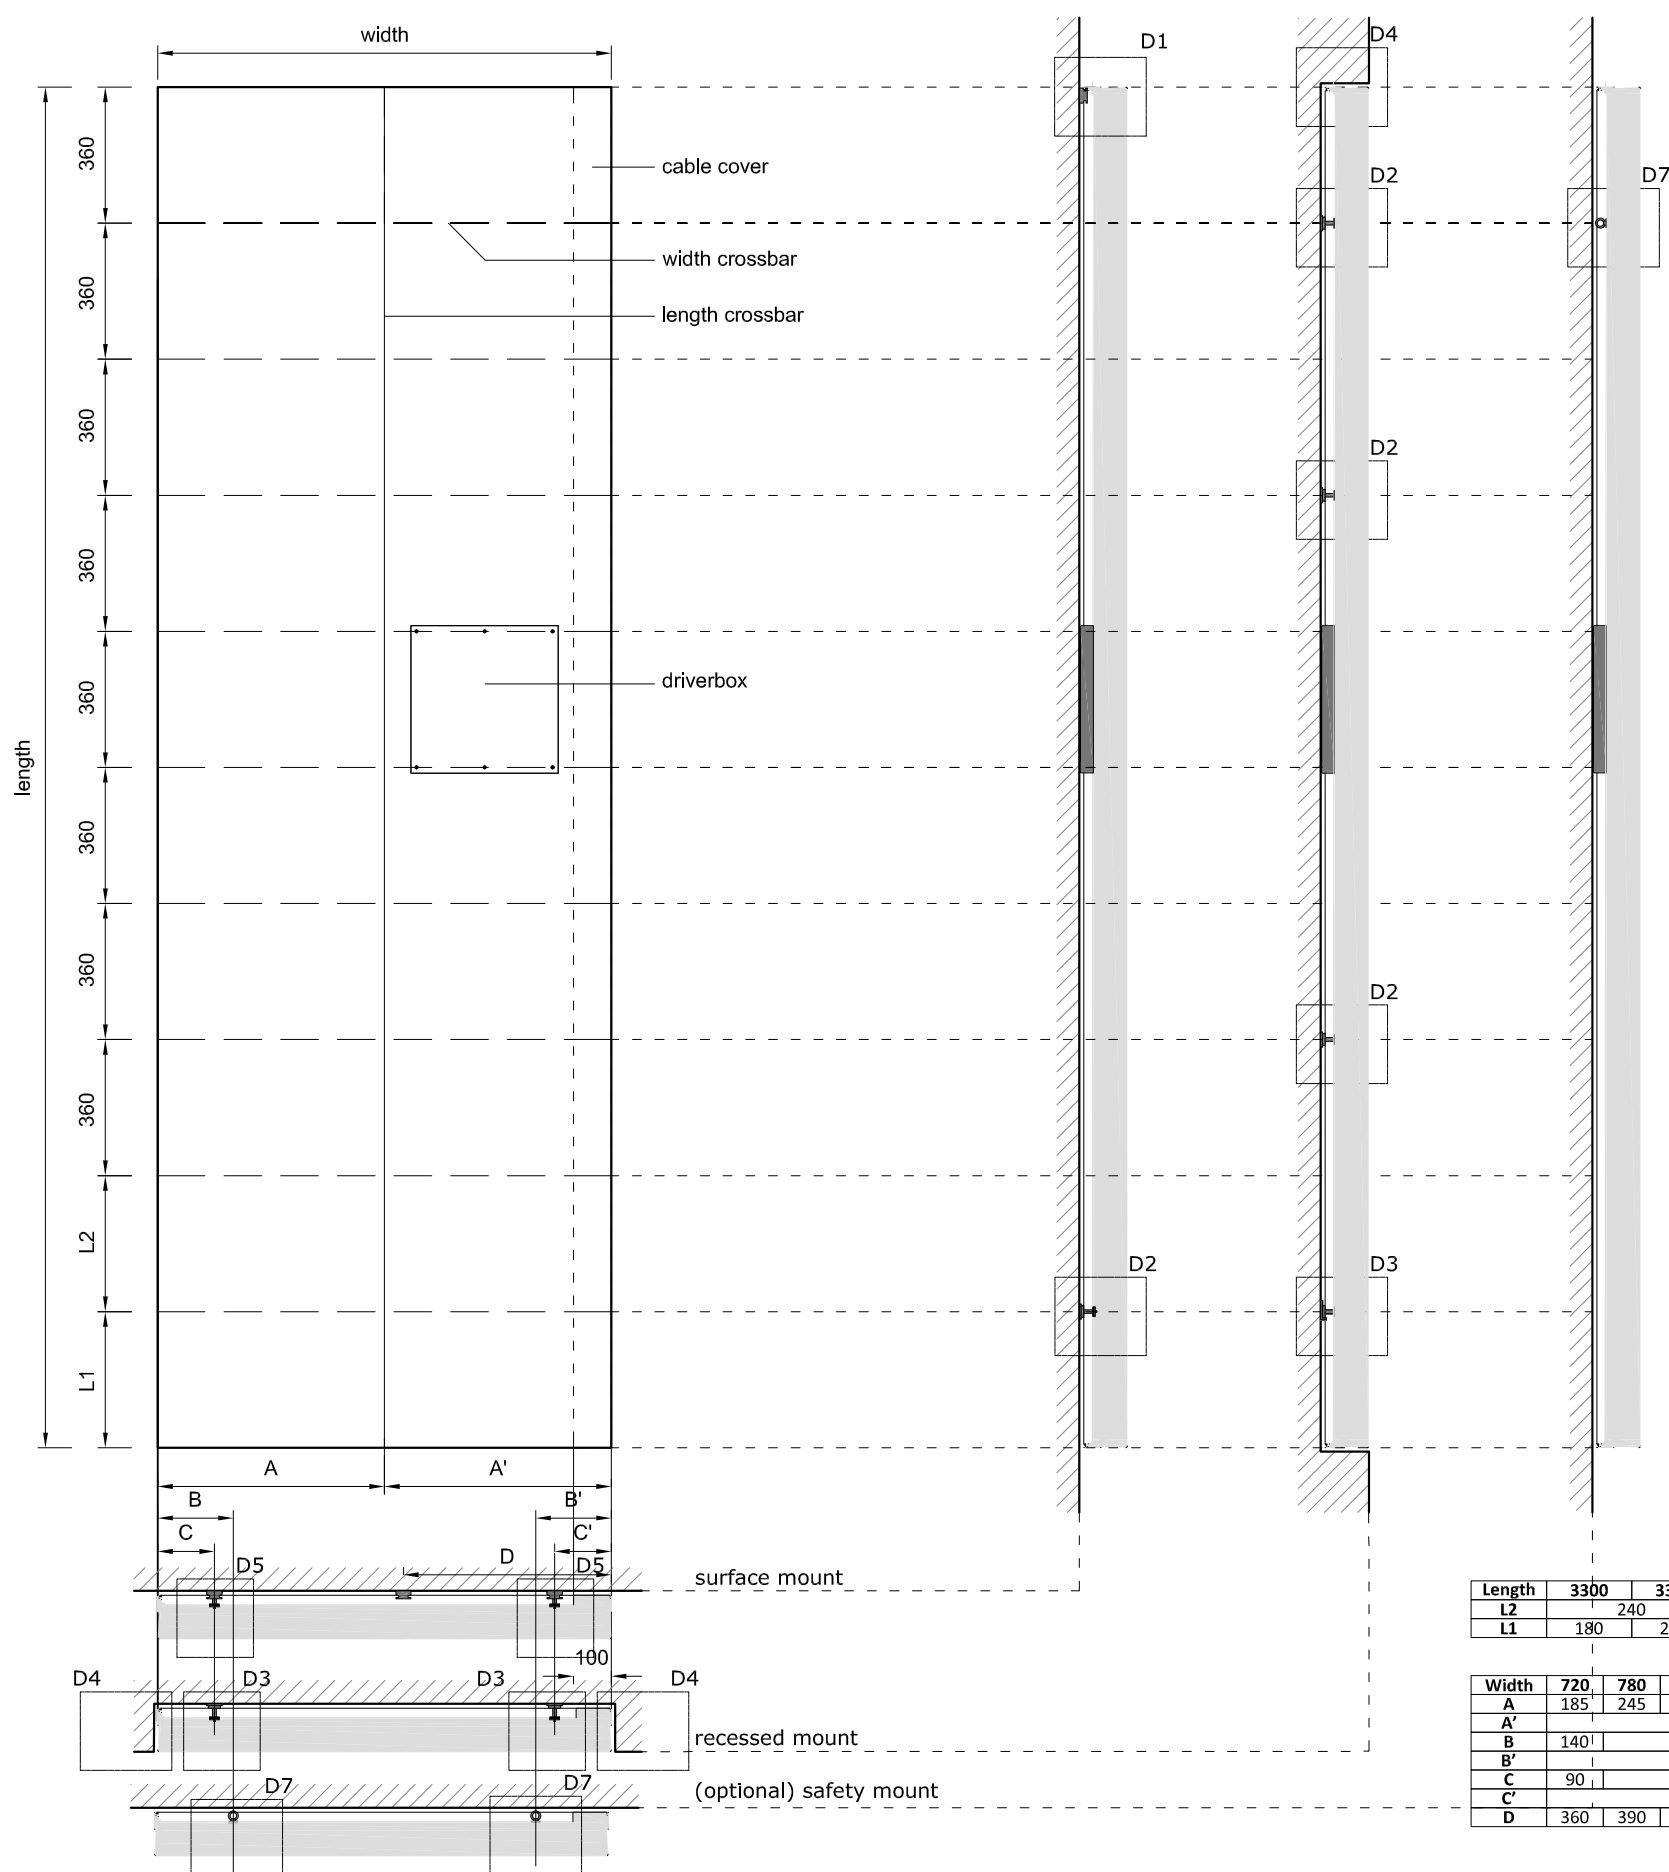 width
D1
D4
360
cable cover
D2
D7
width crossbar
360
length crossbar
360
D2
360
360
driverbox
length
360
360
D2
360
L2
D2
D3
L1
A
A'
B
B'
C
C'
D5
D
D5
surface mount
Length 3300
L2 240
L1 180
100
D4
D3
D3
D4
Width 720 780
A 185 245
A'
recessed mount
B 140
B'
D7
D7
(optional) safety mount
C 90
C'
D 360 390